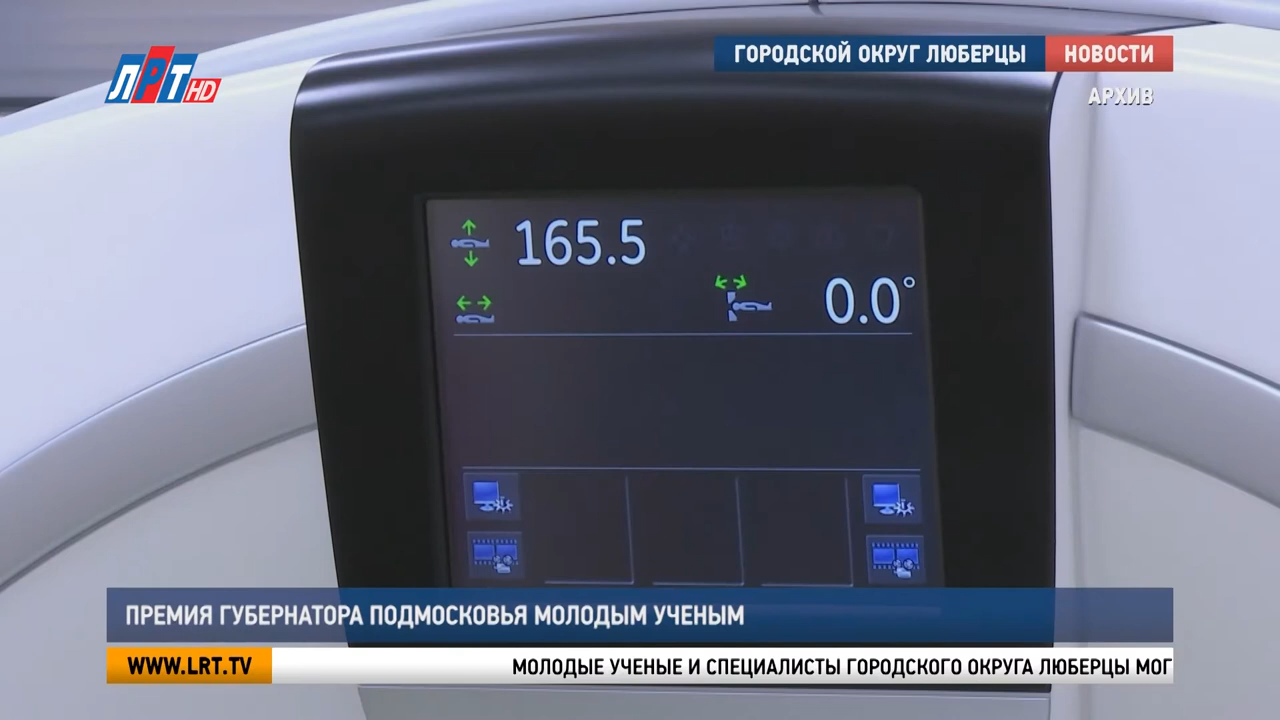 ЛРТ HD
ГОРОДСКОЙ ОКРУГ ЛЮБЕРЦЫ НОВОСТИ
АРХИВ
165.5
0.0°
ПРЕМИЯ ГУБЕРНАТОРА ПОДМОСКОВЬЯ МОЛОДЫМ УЧЕНЫМ
WWW.LRT.TV МОЛОДЫЕ УЧЕНЫЕ И СПЕЦИАЛИСТЫ ГОРОДСКОГО ОКРУГА ЛЮБЕРЦЫ МОГ